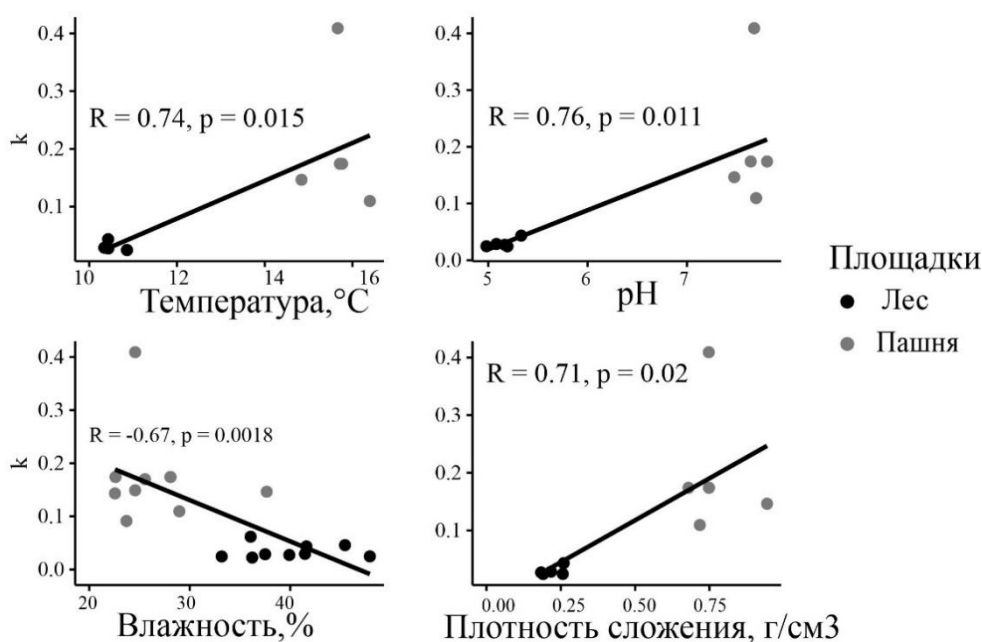 0.4
0.3
0.2
0.1
k
R = 0.74, p = 0.015
10
12
14
16
Температура,°C
0.4
0.3
0.2
0.1
0.0
R = 0.76, p = 0.011
5
6
7
pH
Площадки
Лес
Пашня
0.4
0.3
0.2
0.1
0.0
k
R = -0.67, p = 0.0018
20
30
40
Влажность,%
0.4
0.3
0.2
0.1
R = 0.71, p = 0.02
0.00
0.25
0.50
0.75
Плотность сложения, г/см3